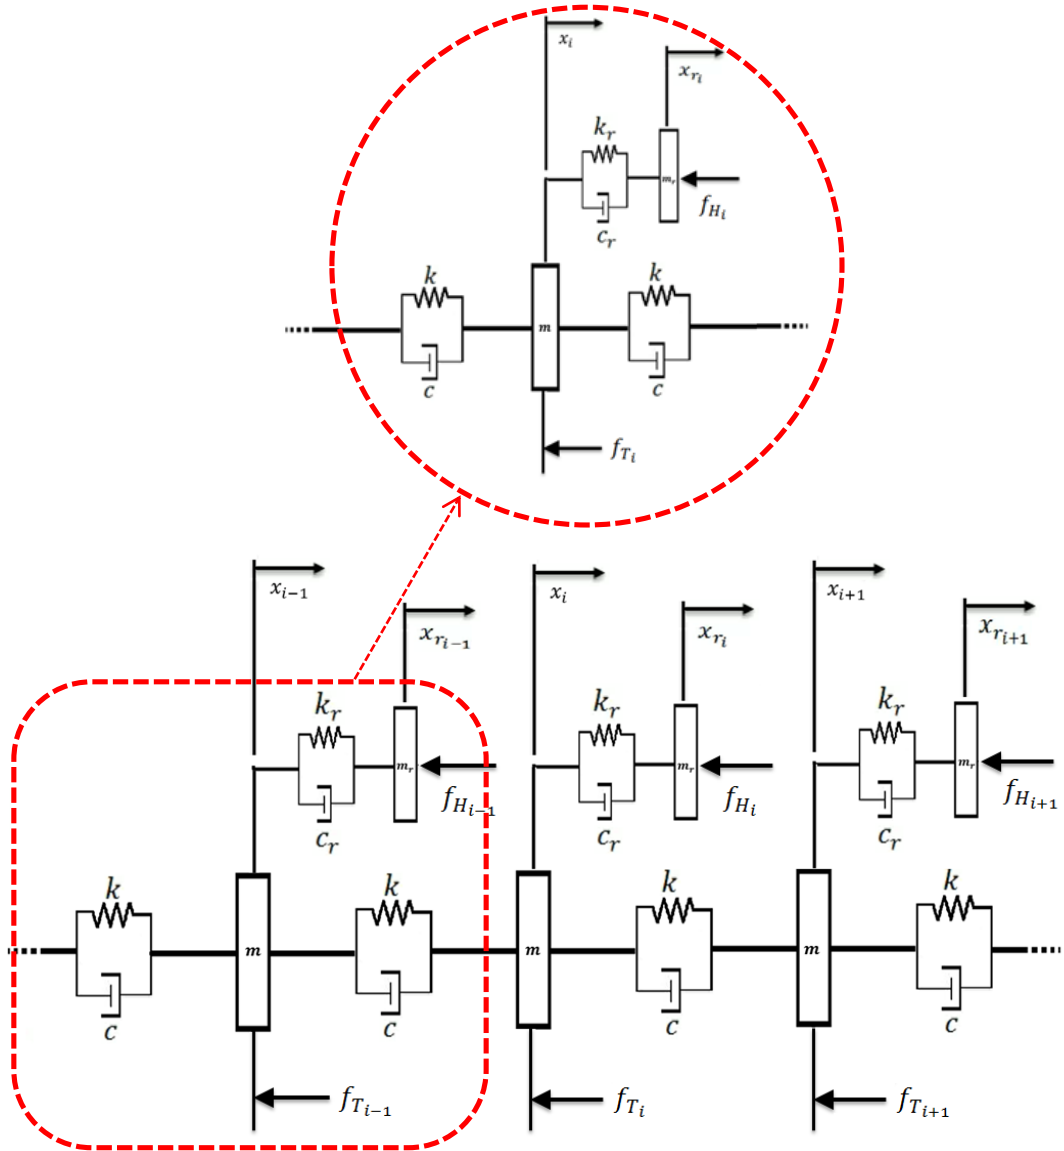 xᵢ
x_{r_i}
k_r
m_r
f_{H_i}
c_r
k
k
m
c
c
f_{T_i}
x_{i−1}
x_i
x_{i+1}
x_{r_{i−1}}
x_{r_i}
x_{r_{i+1}}
k_r
k_r
k_r
m_r
m_r
m_r
f_{H_{i−1}}
f_{H_i}
f_{H_{i+1}}
c_r
c_r
c_r
k
k
k
k
m
m
m
c
c
c
c
f_{T_{i−1}}
f_{T_i}
f_{T_{i+1}}